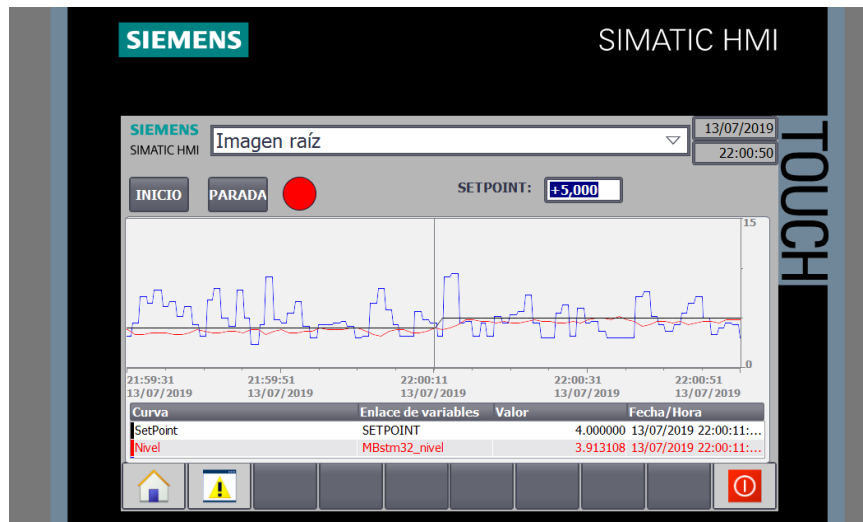 SIEMENS SIMATIC HMI
TOUCH
SIEMENS
SIMATIC HMI
Imagen raíz
13/07/2019
22:00:50
INICIO PARADA SETPOINT: +5,000
15
0
21:59:31 21:59:51 22:00:11 22:00:31 22:00:51
13/07/2019 13/07/2019 13/07/2019 13/07/2019 13/07/2019
Curva Enlace de variables Valor Fecha/Hora
SetPoint SETPOINT 4.000000 13/07/2019 22:00:11:...
Nivel MBstm32_nivel 3.913108 13/07/2019 22:00:11:...